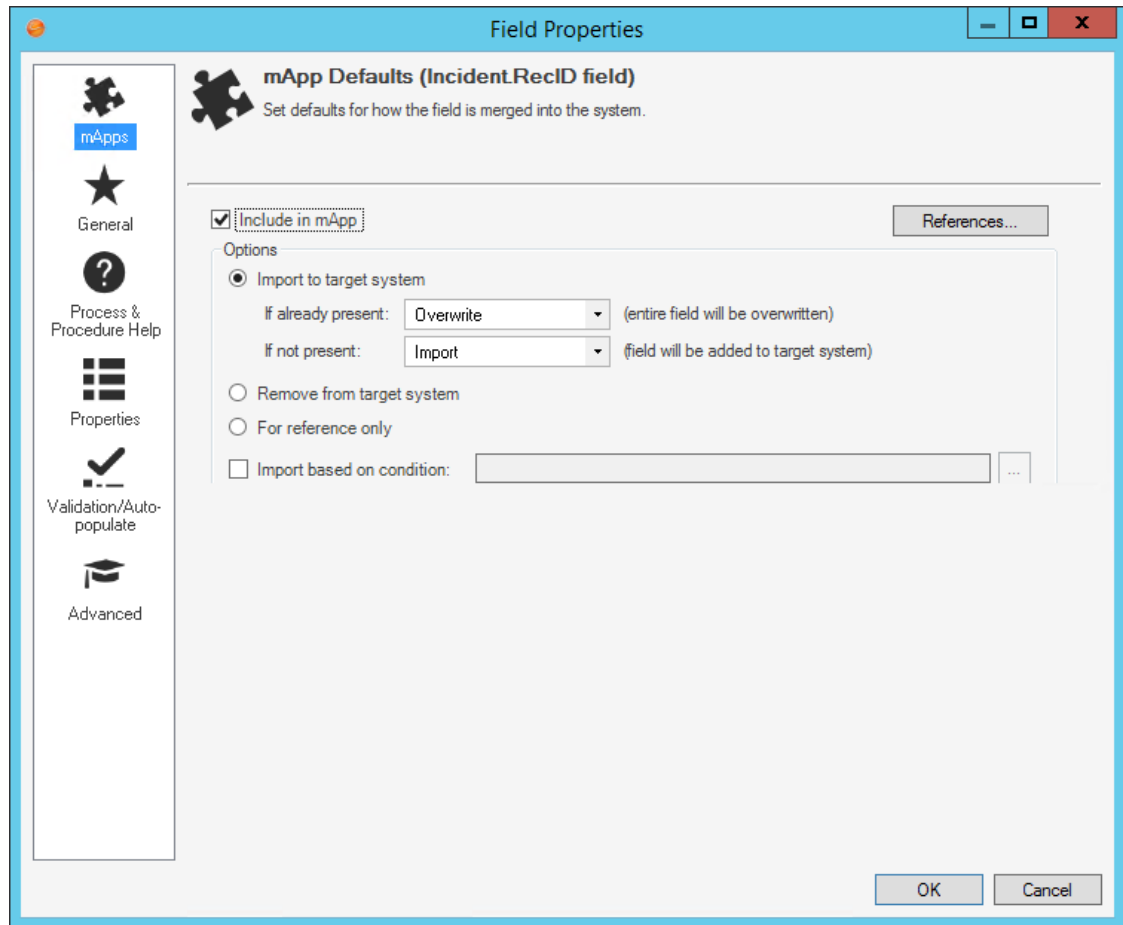 Field Properties
x
mApps
General
Process &
Procedure Help
Properties
Validation/Auto-
populate
Advanced
mApp Defaults (Incident.RecID field)
Set defaults for how the field is merged into the system.
Include in mApp
References...
Options
Import to target system
If already present: Overwrite (entire field will be overwritten)
If not present: Import (field will be added to target system)
Remove from target system
For reference only
Import based on condition: ...
OK Cancel